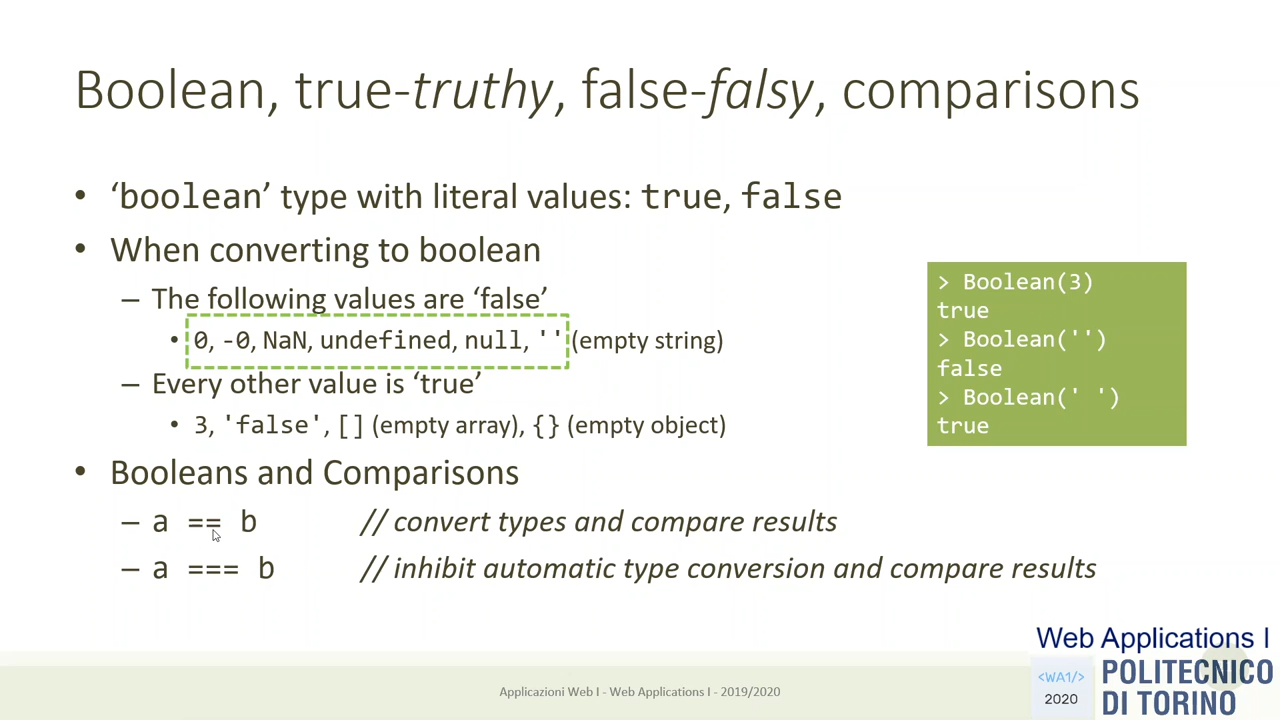 Boolean, true-truthy, false-falsy, comparisons
• ‘boolean’ type with literal values: true, false
• When converting to boolean
– The following values are ‘false’
• 0, -0, NaN, undefined, null, '' (empty string)
– Every other value is ‘true’
• 3, 'false', [] (empty array), {} (empty object)
• Booleans and Comparisons
– a == b // convert types and compare results
– a === b // inhibit automatic type conversion and compare results
> Boolean(3)
true
> Boolean('')
false
> Boolean(' ')
true
Applicazioni Web I - Web Applications I - 2019/2020
Web Applications I
<WA1/>
2020
POLITECNICO
DI TORINO